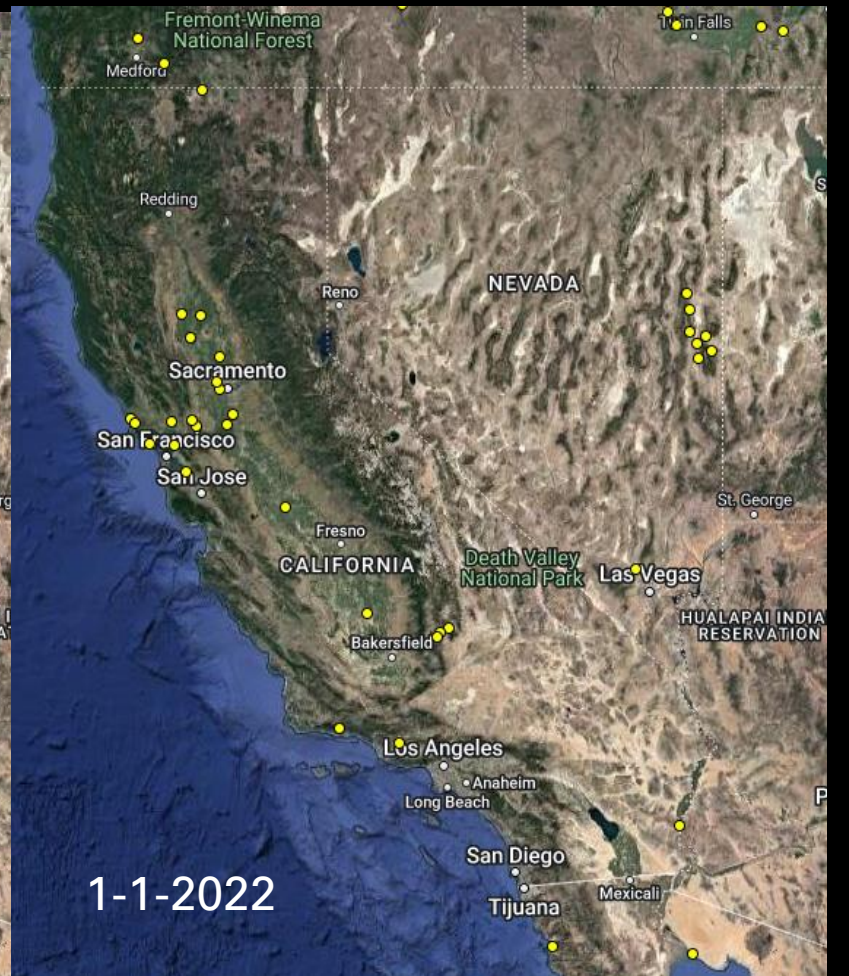 Fremont-Winema
National Forest
Twin Falls
Medford
Redding
Reno
NEVADA
Sacramento
San Francisco
San Jose
St. George
Fresno
CALIFORNIA
Death Valley
National Park
Las Vegas
HUALAPAI INDIA
RESERVATION
Bakersfield
Los Angeles
Anaheim
Long Beach
P
San Diego
Mexicali
Tijuana
1-1-2022